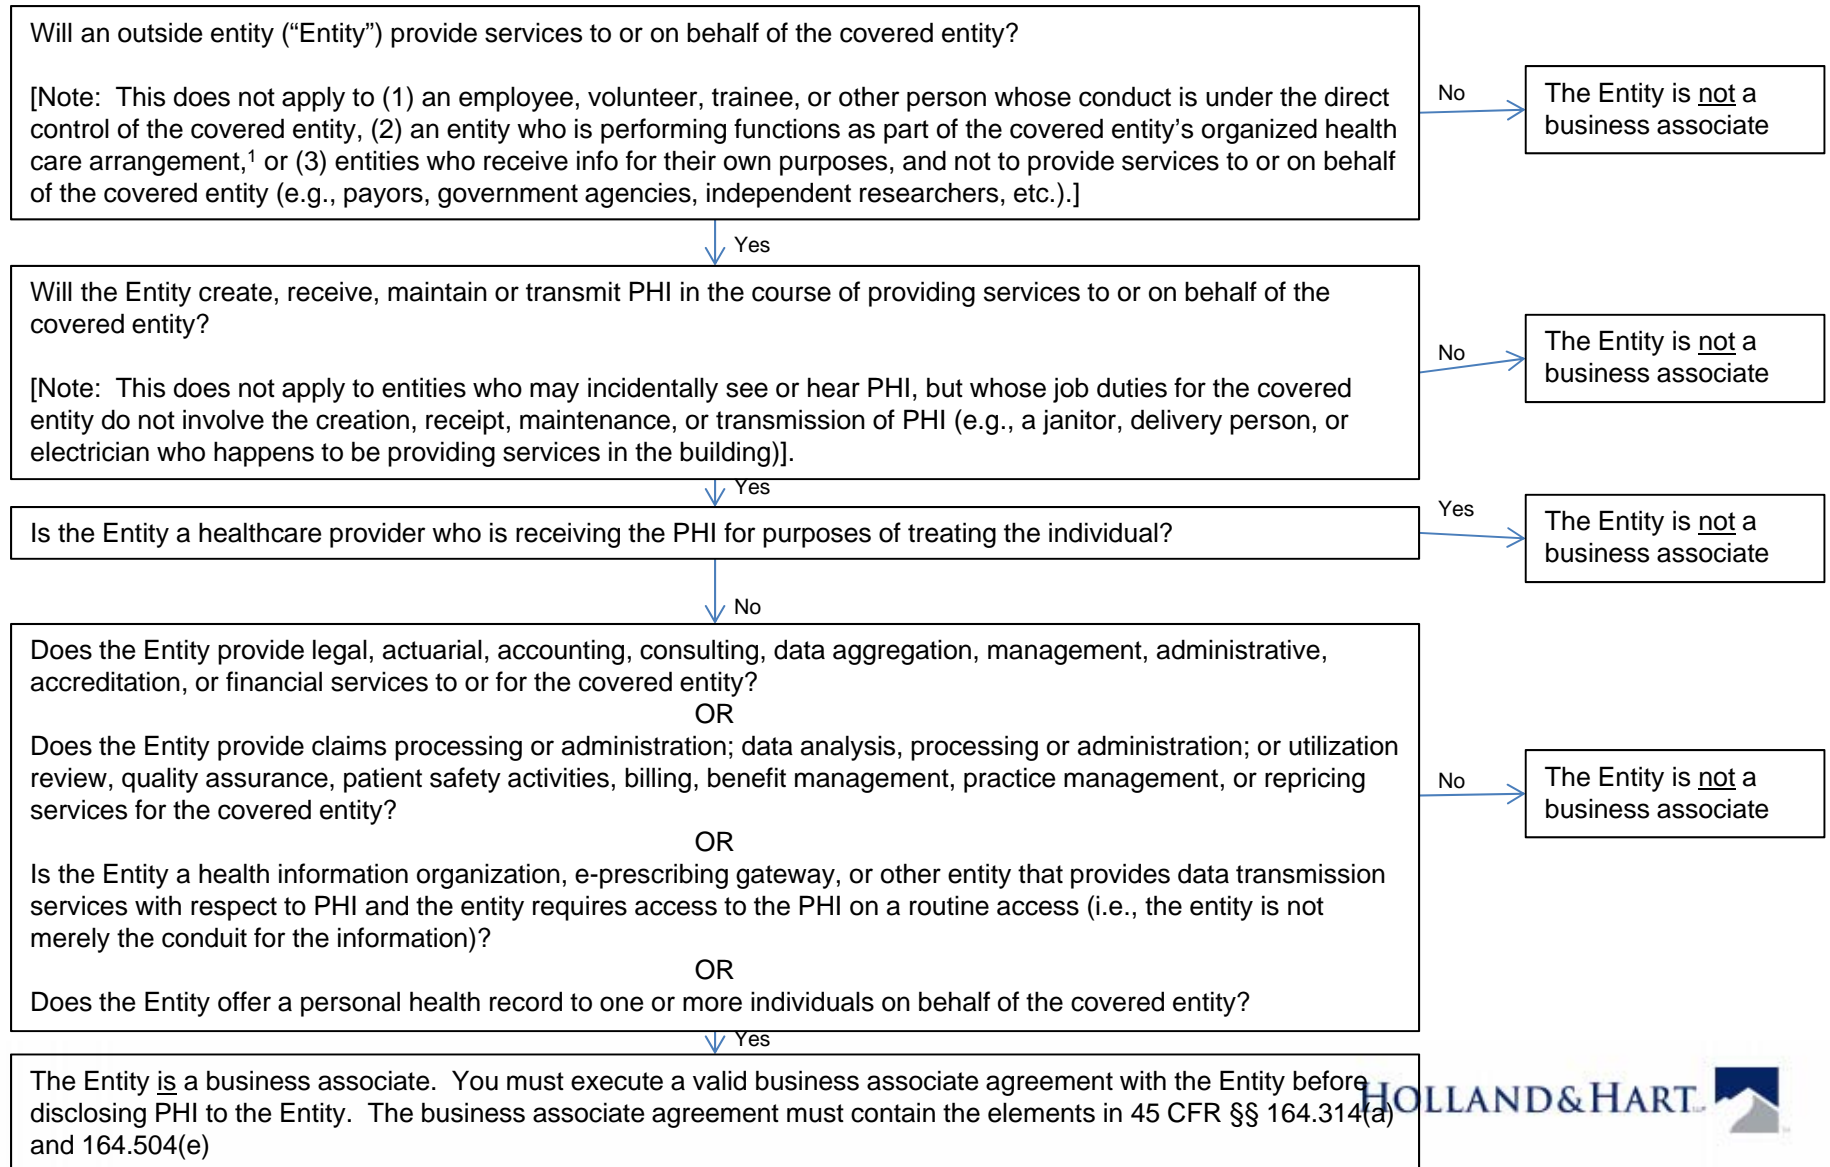 Will an outside entity (“Entity”) provide services to or on behalf of the covered entity?
[Note:  This does not apply to (1) an employee, volunteer, trainee, or other person whose conduct is under the direct
control of the covered entity, (2) an entity who is performing functions as part of the covered entity’s organized health
care arrangement,¹ or (3) entities who receive info for their own purposes, and not to provide services to or on behalf
of the covered entity (e.g., payors, government agencies, independent researchers, etc.).]
No
The Entity is not a
business associate
Yes
Will the Entity create, receive, maintain or transmit PHI in the course of providing services to or on behalf of the
covered entity?
[Note:  This does not apply to entities who may incidentally see or hear PHI, but whose job duties for the covered
entity do not involve the creation, receipt, maintenance, or transmission of PHI (e.g., a janitor, delivery person, or
electrician who happens to be providing services in the building)].
No
The Entity is not a
business associate
Yes
Is the Entity a healthcare provider who is receiving the PHI for purposes of treating the individual?
Yes
The Entity is not a
business associate
No
Does the Entity provide legal, actuarial, accounting, consulting, data aggregation, management, administrative,
accreditation, or financial services to or for the covered entity?
OR
Does the Entity provide claims processing or administration; data analysis, processing or administration; or utilization
review, quality assurance, patient safety activities, billing, benefit management, practice management, or repricing
services for the covered entity?
OR
Is the Entity a health information organization, e-prescribing gateway, or other entity that provides data transmission
services with respect to PHI and the entity requires access to the PHI on a routine access (i.e., the entity is not
merely the conduit for the information)?
OR
Does the Entity offer a personal health record to one or more individuals on behalf of the covered entity?
No
The Entity is not a
business associate
Yes
The Entity is a business associate.  You must execute a valid business associate agreement with the Entity before
disclosing PHI to the Entity.  The business associate agreement must contain the elements in 45 CFR §§ 164.314(a)
and 164.504(e)
HOLLAND&HART